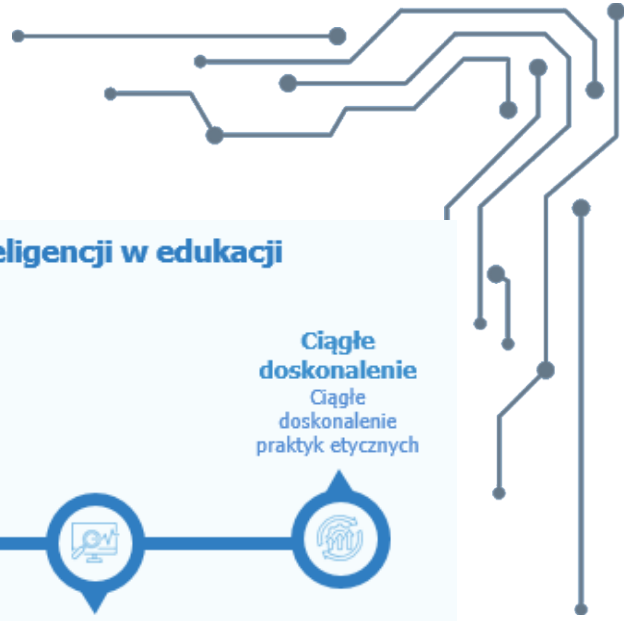 eligencji w edukacji
Ciągłe
doskonalenie
Ciągłe
doskonalenie
praktyk etycznych